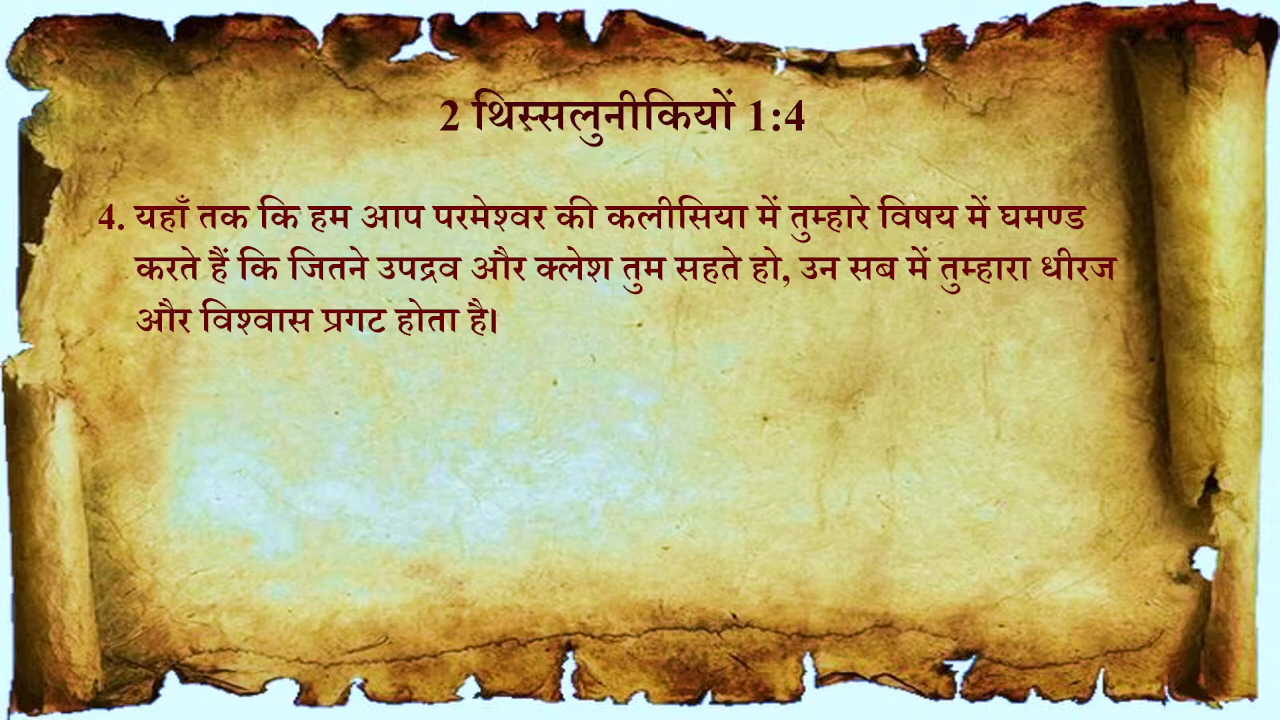 2 थिस्सलुनीकियों 1:4
4. यहाँ तक कि हम आप परमेश्वर की कलीसिया में तुम्हारे विषय में घमण्ड
करते हैं कि जितने उपद्रव और क्लेश तुम सहते हो, उन सब में तुम्हारा धीरज
और विश्वास प्रगट होता है।